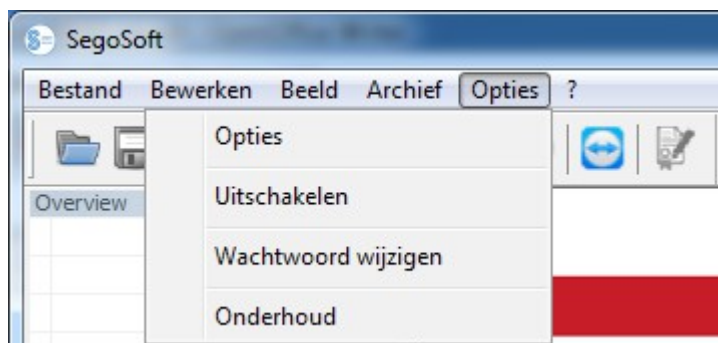 SegoSoft
Bestand Bewerken Beeld Archief Opties ?
Overview
Opties
Uitschakelen
Wachtwoord wijzigen
Onderhoud